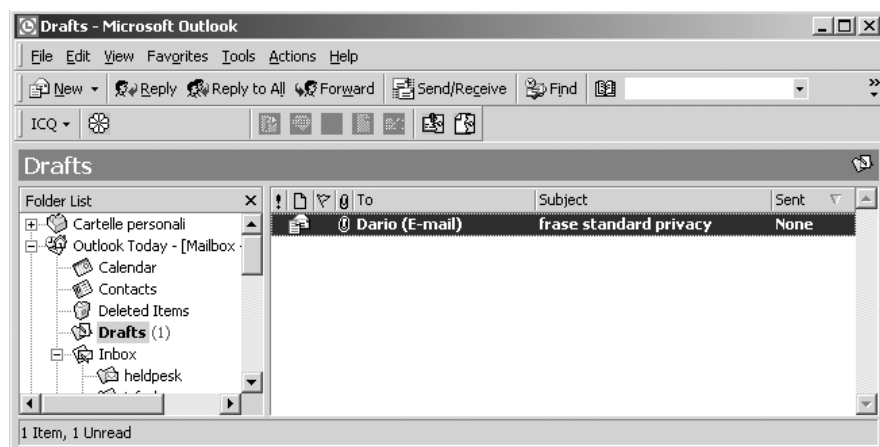 Drafts - Microsoft Outlook
File Edit View Favorites Tools Actions Help
New Reply Reply to All Forward Send/Receive Find
ICQ
Drafts
Folder List
! To Subject Sent
Cartelle personali
Dario (E-mail) frase standard privacy None
Outlook Today - [Mailbox -
Calendar
Contacts
Deleted Items
Drafts (1)
Inbox
heldpesk
1 Item, 1 Unread